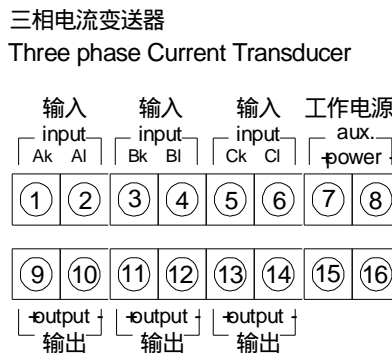 三相电流变送器
Three phase Current Transducer
输入 输入 输入 工作电源
input input input aux.
Ak Al Bk Bl Ck Cl +power -
1 2 3 4 5 6 7 8
9 10 11 12 13 14 15 16
+output - +output - +output -
输出 输出 输出